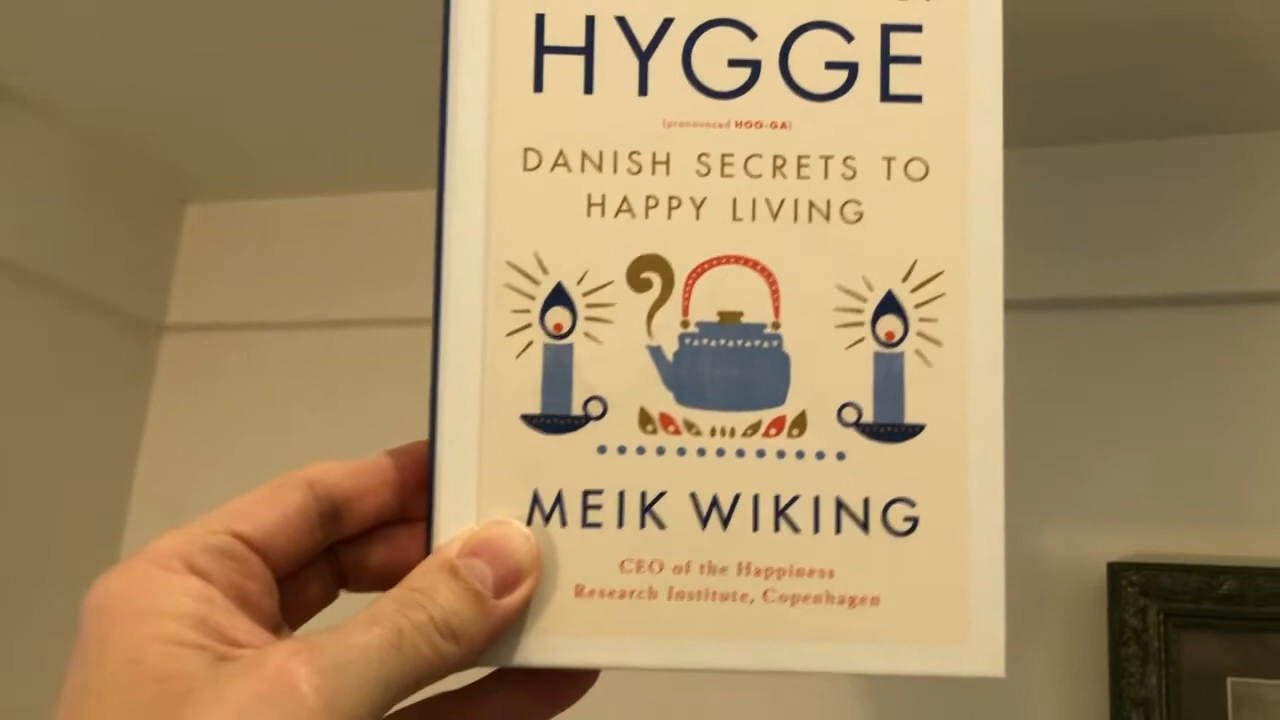 HYGGE
(pronounced HOO-GA)
DANISH SECRETS TO
HAPPY LIVING
MEIK WIKING
CEO of the Happiness
Research Institute, Copenhagen